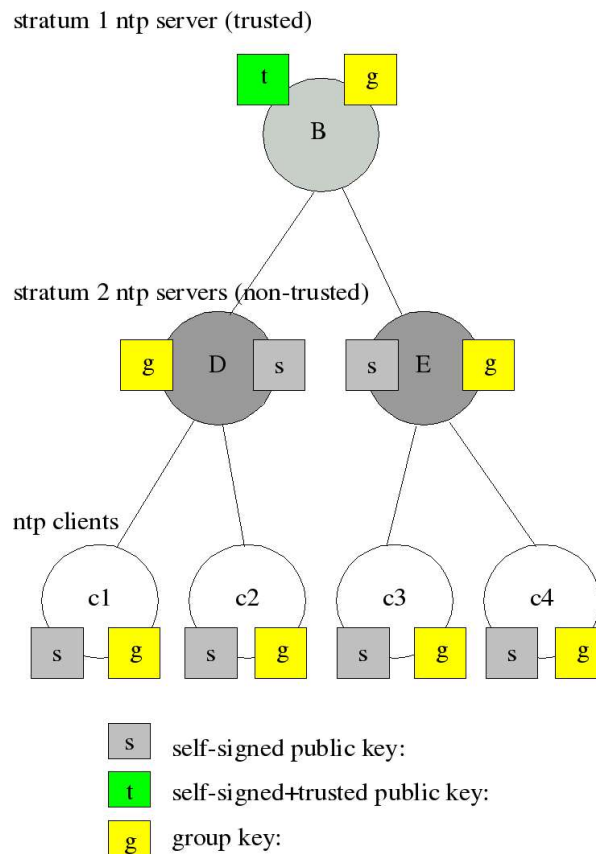 stratum 1 ntp server (trusted)
t g
B
stratum 2 ntp servers (non-trusted)
g D s s E g
ntp clients
c1 c2 c3 c4
s g s g s g s g
s self-signed public key:
t self-signed+trusted public key:
g group key: